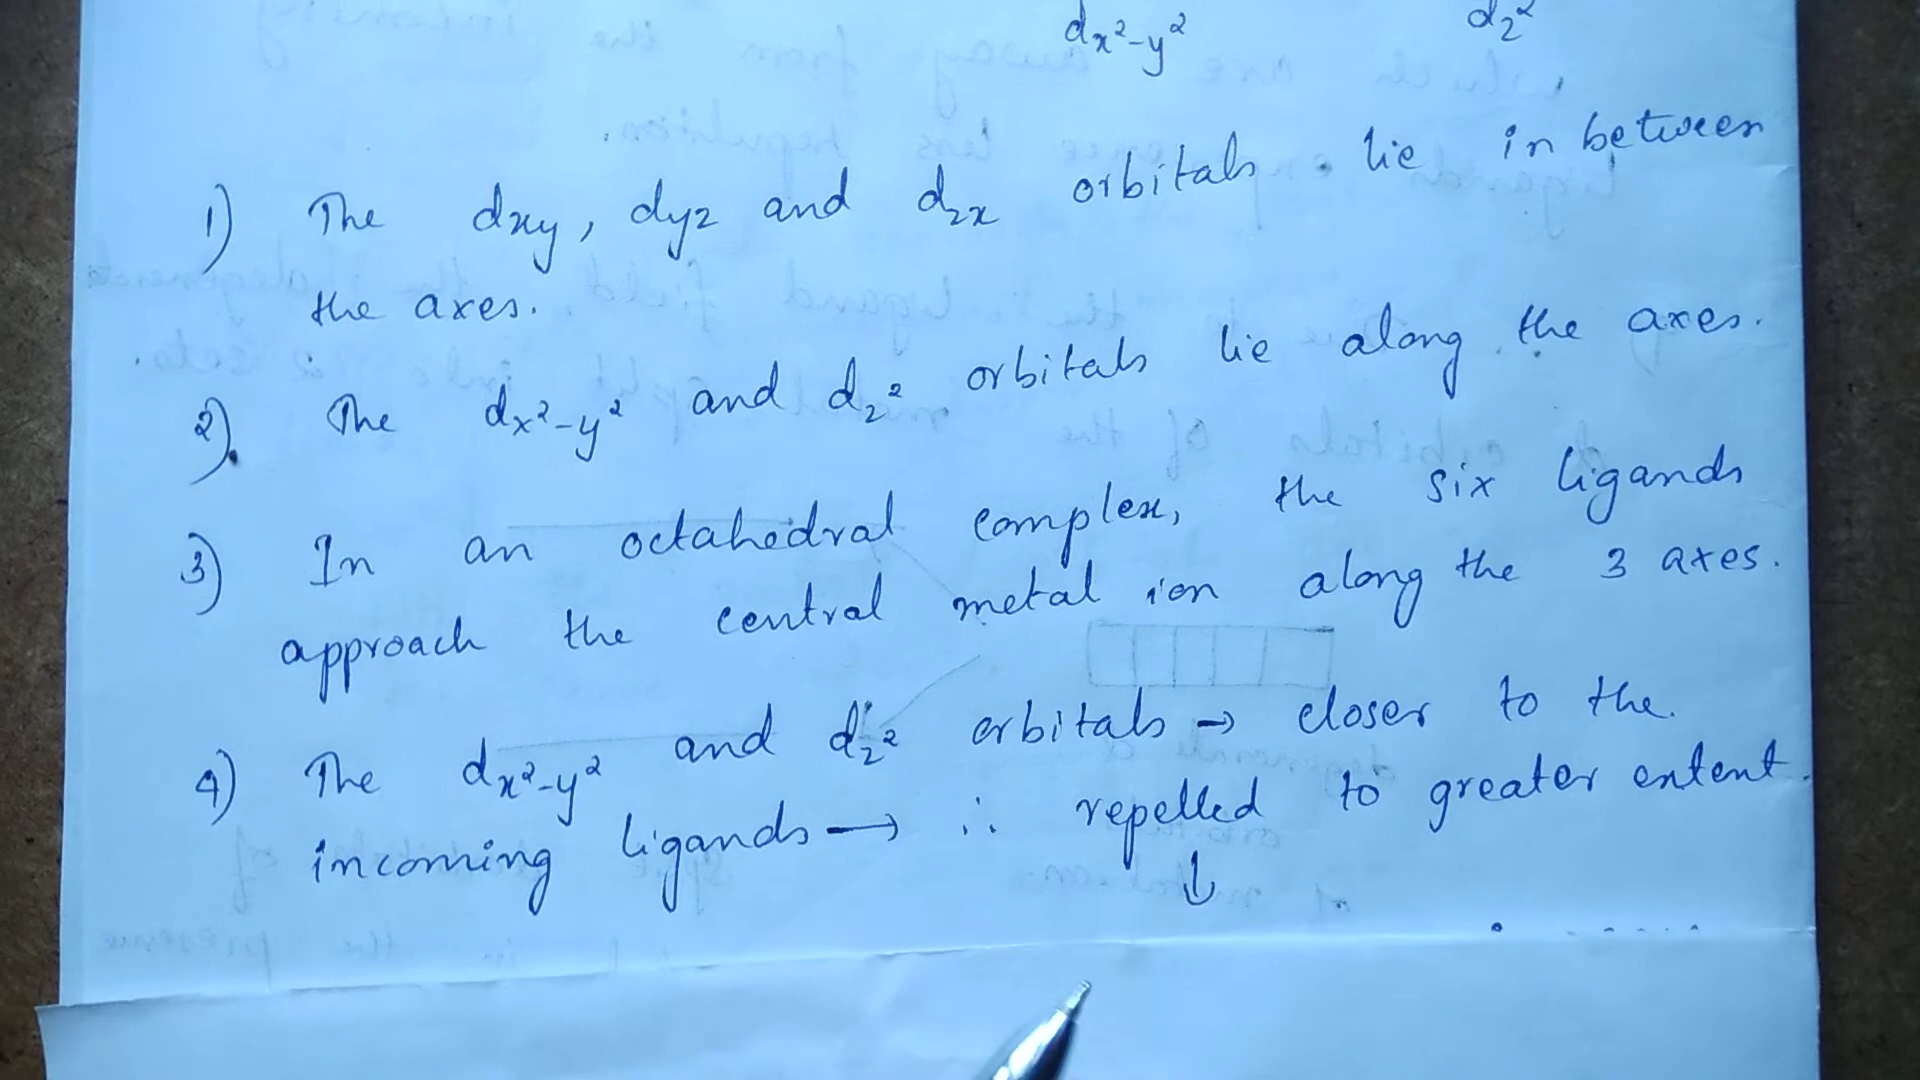 dx²-y² dz²
1) The dxy, dyz and dzx orbitals lie in between
the axes.
2) The dx²-y² and dz² orbitals lie along the axes.
3) In an octahedral complex, the six ligands
approach the central metal ion along the 3 axes.
4) The dx²-y² and dz² orbitals → closer to the
incoming ligands → ∴ repelled to greater extent.
↓